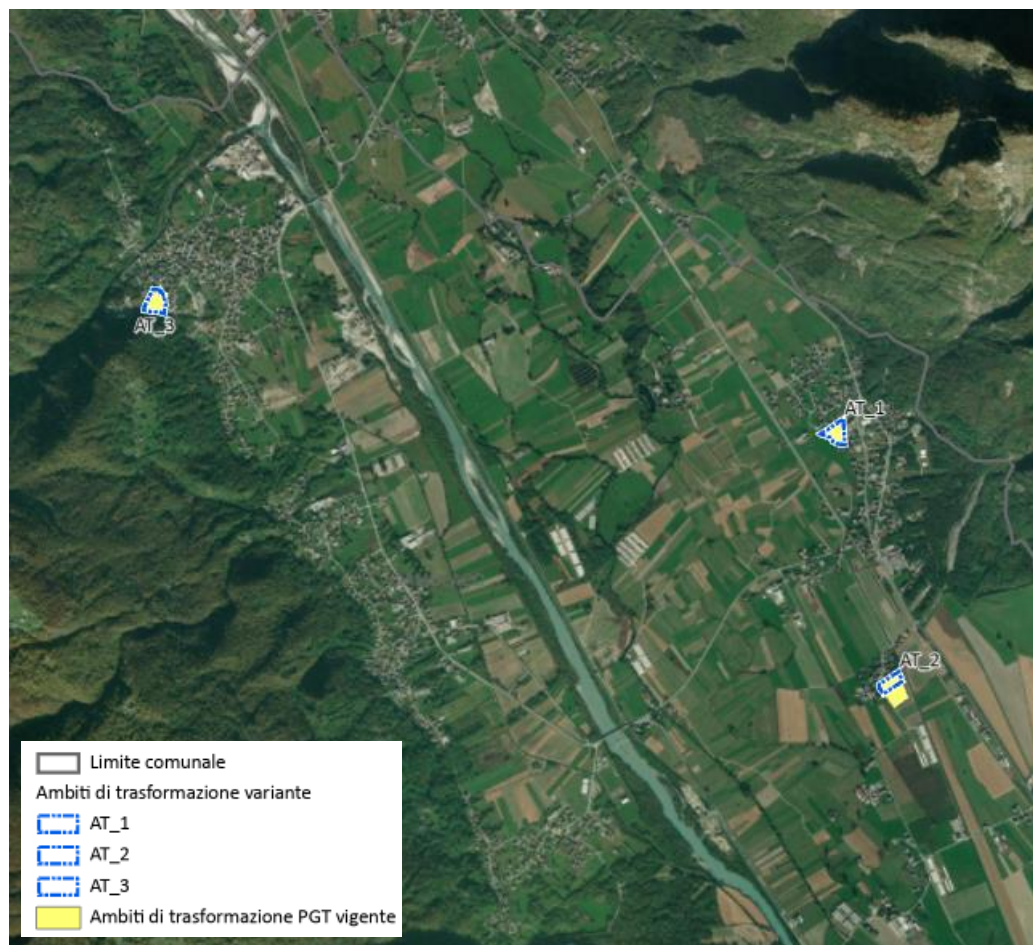 AT_3
AT_1
AT_2
Limite comunale
Ambiti di trasformazione variante
AT_1
AT_2
AT_3
Ambiti di trasformazione PGT vigente